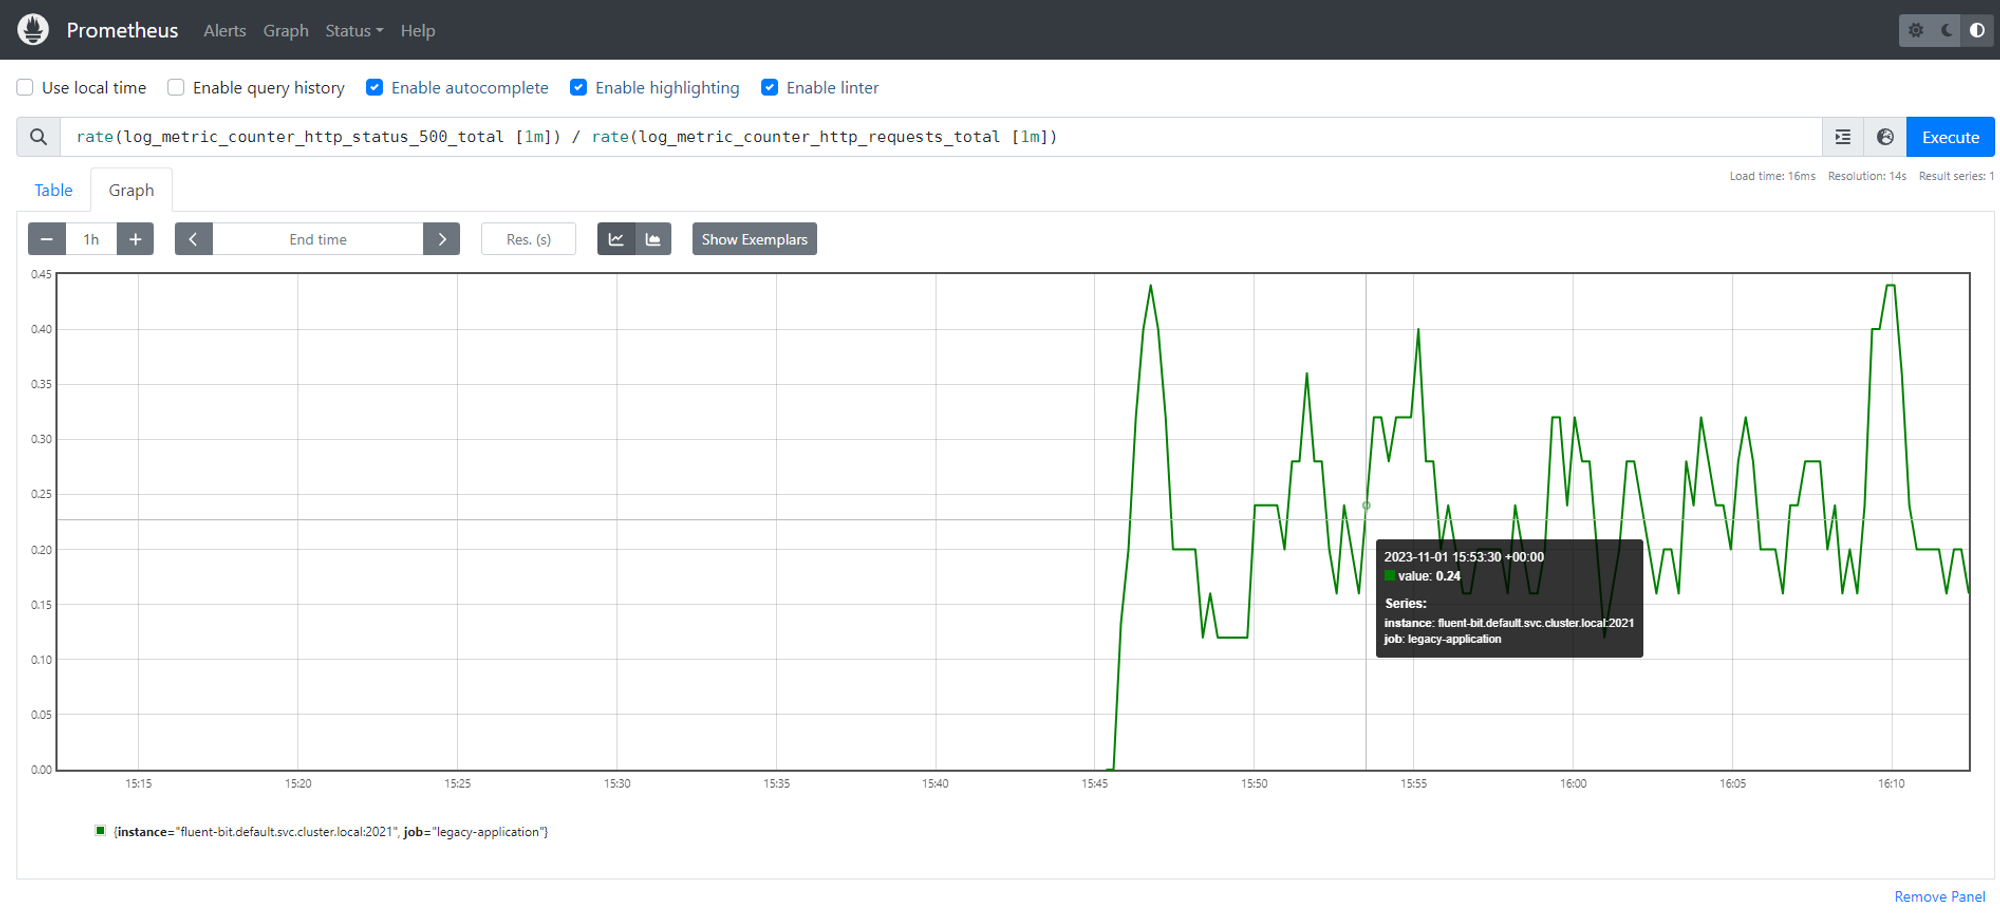 Prometheus Alerts Graph Status Help
Use local time Enable query history Enable autocomplete Enable highlighting Enable linter
rate(log_metric_counter_http_status_500_total [1m]) / rate(log_metric_counter_http_requests_total [1m])
Execute
Table Graph
Load time: 16ms Resolution: 14s Result series: 1
1h End time Res. (s) Show Exemplars
0.45
0.40
0.35
0.30
0.25
0.20
0.15
0.10
0.05
0.00
2023-11-01 15:53:30 +00:00
value: 0.24
Series:
instance: fluent-bit.default.svc.cluster.local:2021
job: legacy-application
15:15 15:20 15:25 15:30 15:35 15:40 15:45 15:50 15:55 16:00 16:05 16:10
{instance="fluent-bit.default.svc.cluster.local:2021", job="legacy-application"}
Remove Panel